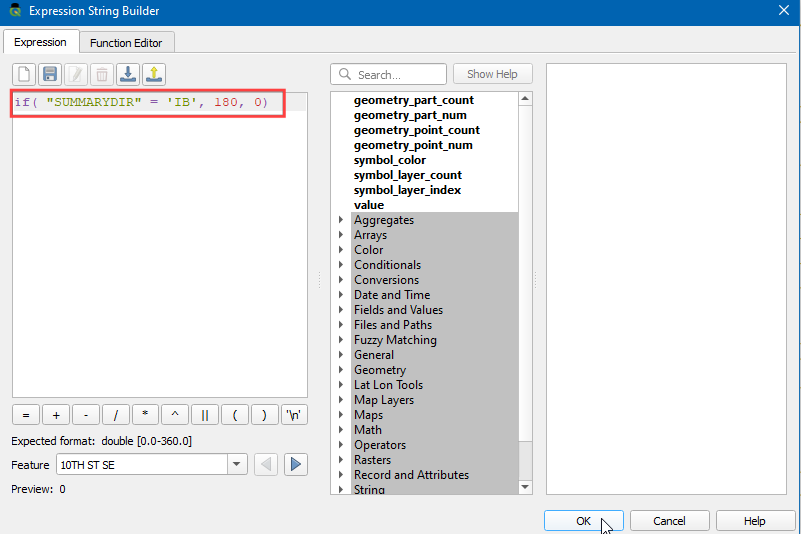 Expression String Builder
Expression
Function Editor
Search...
Show Help
if( "SUMMARYDIR" = 'IB', 180, 0)
geometry_part_count
geometry_part_num
geometry_point_count
geometry_point_num
symbol_color
symbol_layer_count
symbol_layer_index
value
Aggregates
Arrays
Color
Conditionals
Conversions
Date and Time
Fields and Values
Files and Paths
Fuzzy Matching
General
Geometry
Lat Lon Tools
Map Layers
Maps
Math
Operators
Rasters
Record and Attributes
String
= + - / * ^ || ( ) '\n'
Expected format: double [0.0-360.0]
Feature 10TH ST SE
Preview: 0
OK
Cancel
Help